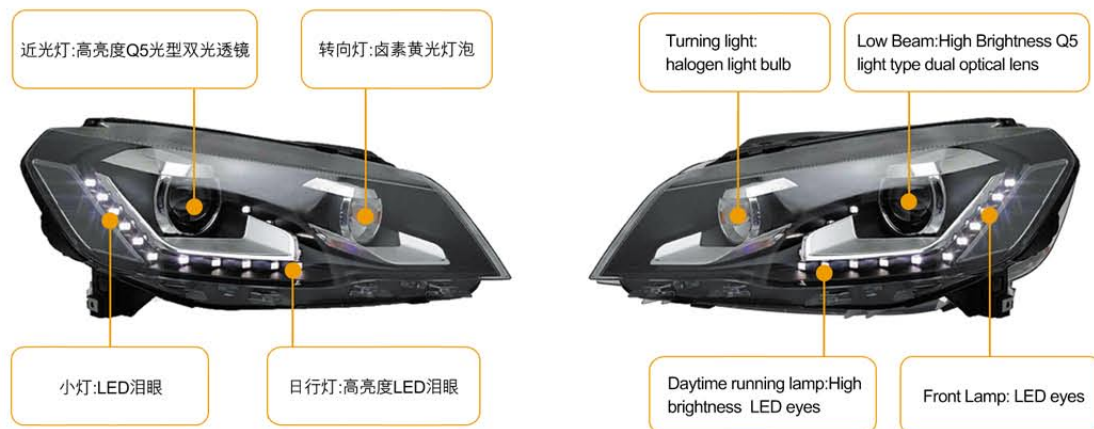 近光灯:高亮度Q5光型双光透镜
转向灯:卤素黄光灯泡
Turning light:
halogen light bulb
Low Beam:High Brightness Q5
light type dual optical lens
小灯:LED泪眼
日行灯:高亮度LED泪眼
Daytime running lamp:High
brightness LED eyes
Front Lamp: LED eyes